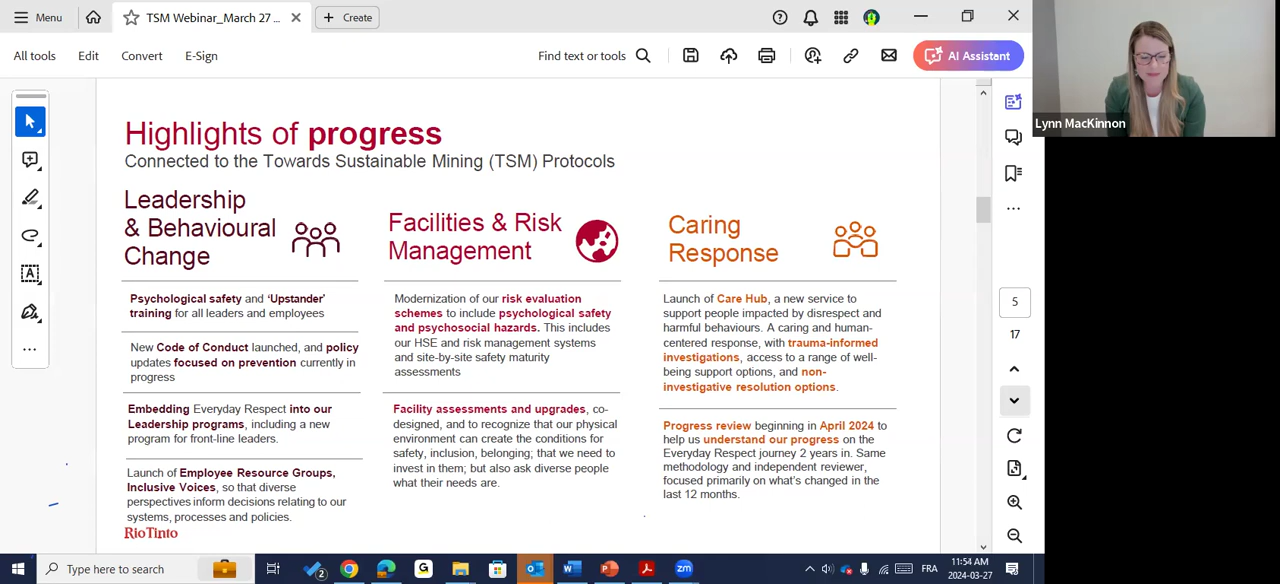 Menu
TSM Webinar_March 27 ...
Create
All tools
Edit
Convert
E-Sign
Find text or tools
AI Assistant
Lynn MacKinnon
Highlights of progress
Connected to the Towards Sustainable Mining (TSM) Protocols
Leadership
& Behavioural
Change
Psychological safety and ‘Upstander’
training for all leaders and employees
New Code of Conduct launched, and policy
updates focused on prevention currently in
progress
Embedding Everyday Respect into our
Leadership programs, including a new
program for front-line leaders.
Launch of Employee Resource Groups,
Inclusive Voices, so that diverse
perspectives inform decisions relating to our
systems, processes and policies.
Facilities & Risk
Management
Modernization of our risk evaluation
schemes to include psychological safety
and psychosocial hazards. This includes
our HSE and risk management systems
and site-by-site safety maturity
assessments
Facility assessments and upgrades, co-
designed, and to recognize that our physical
environment can create the conditions for
safety, inclusion, belonging; that we need to
invest in them; but also ask diverse people
what their needs are.
Caring
Response
Launch of Care Hub, a new service to
support people impacted by disrespect and
harmful behaviours. A caring and human-
centered response, with trauma-informed
investigations, access to a range of well-
being support options, and non-
investigative resolution options.
Progress review beginning in April 2024 to
help us understand our progress on the
Everyday Respect journey 2 years in. Same
methodology and independent reviewer,
focused primarily on what's changed in the
last 12 months.
RioTinto
5
17
Type here to search
2
G
W
P
zm
FRA
11:54 AM
2024-03-27